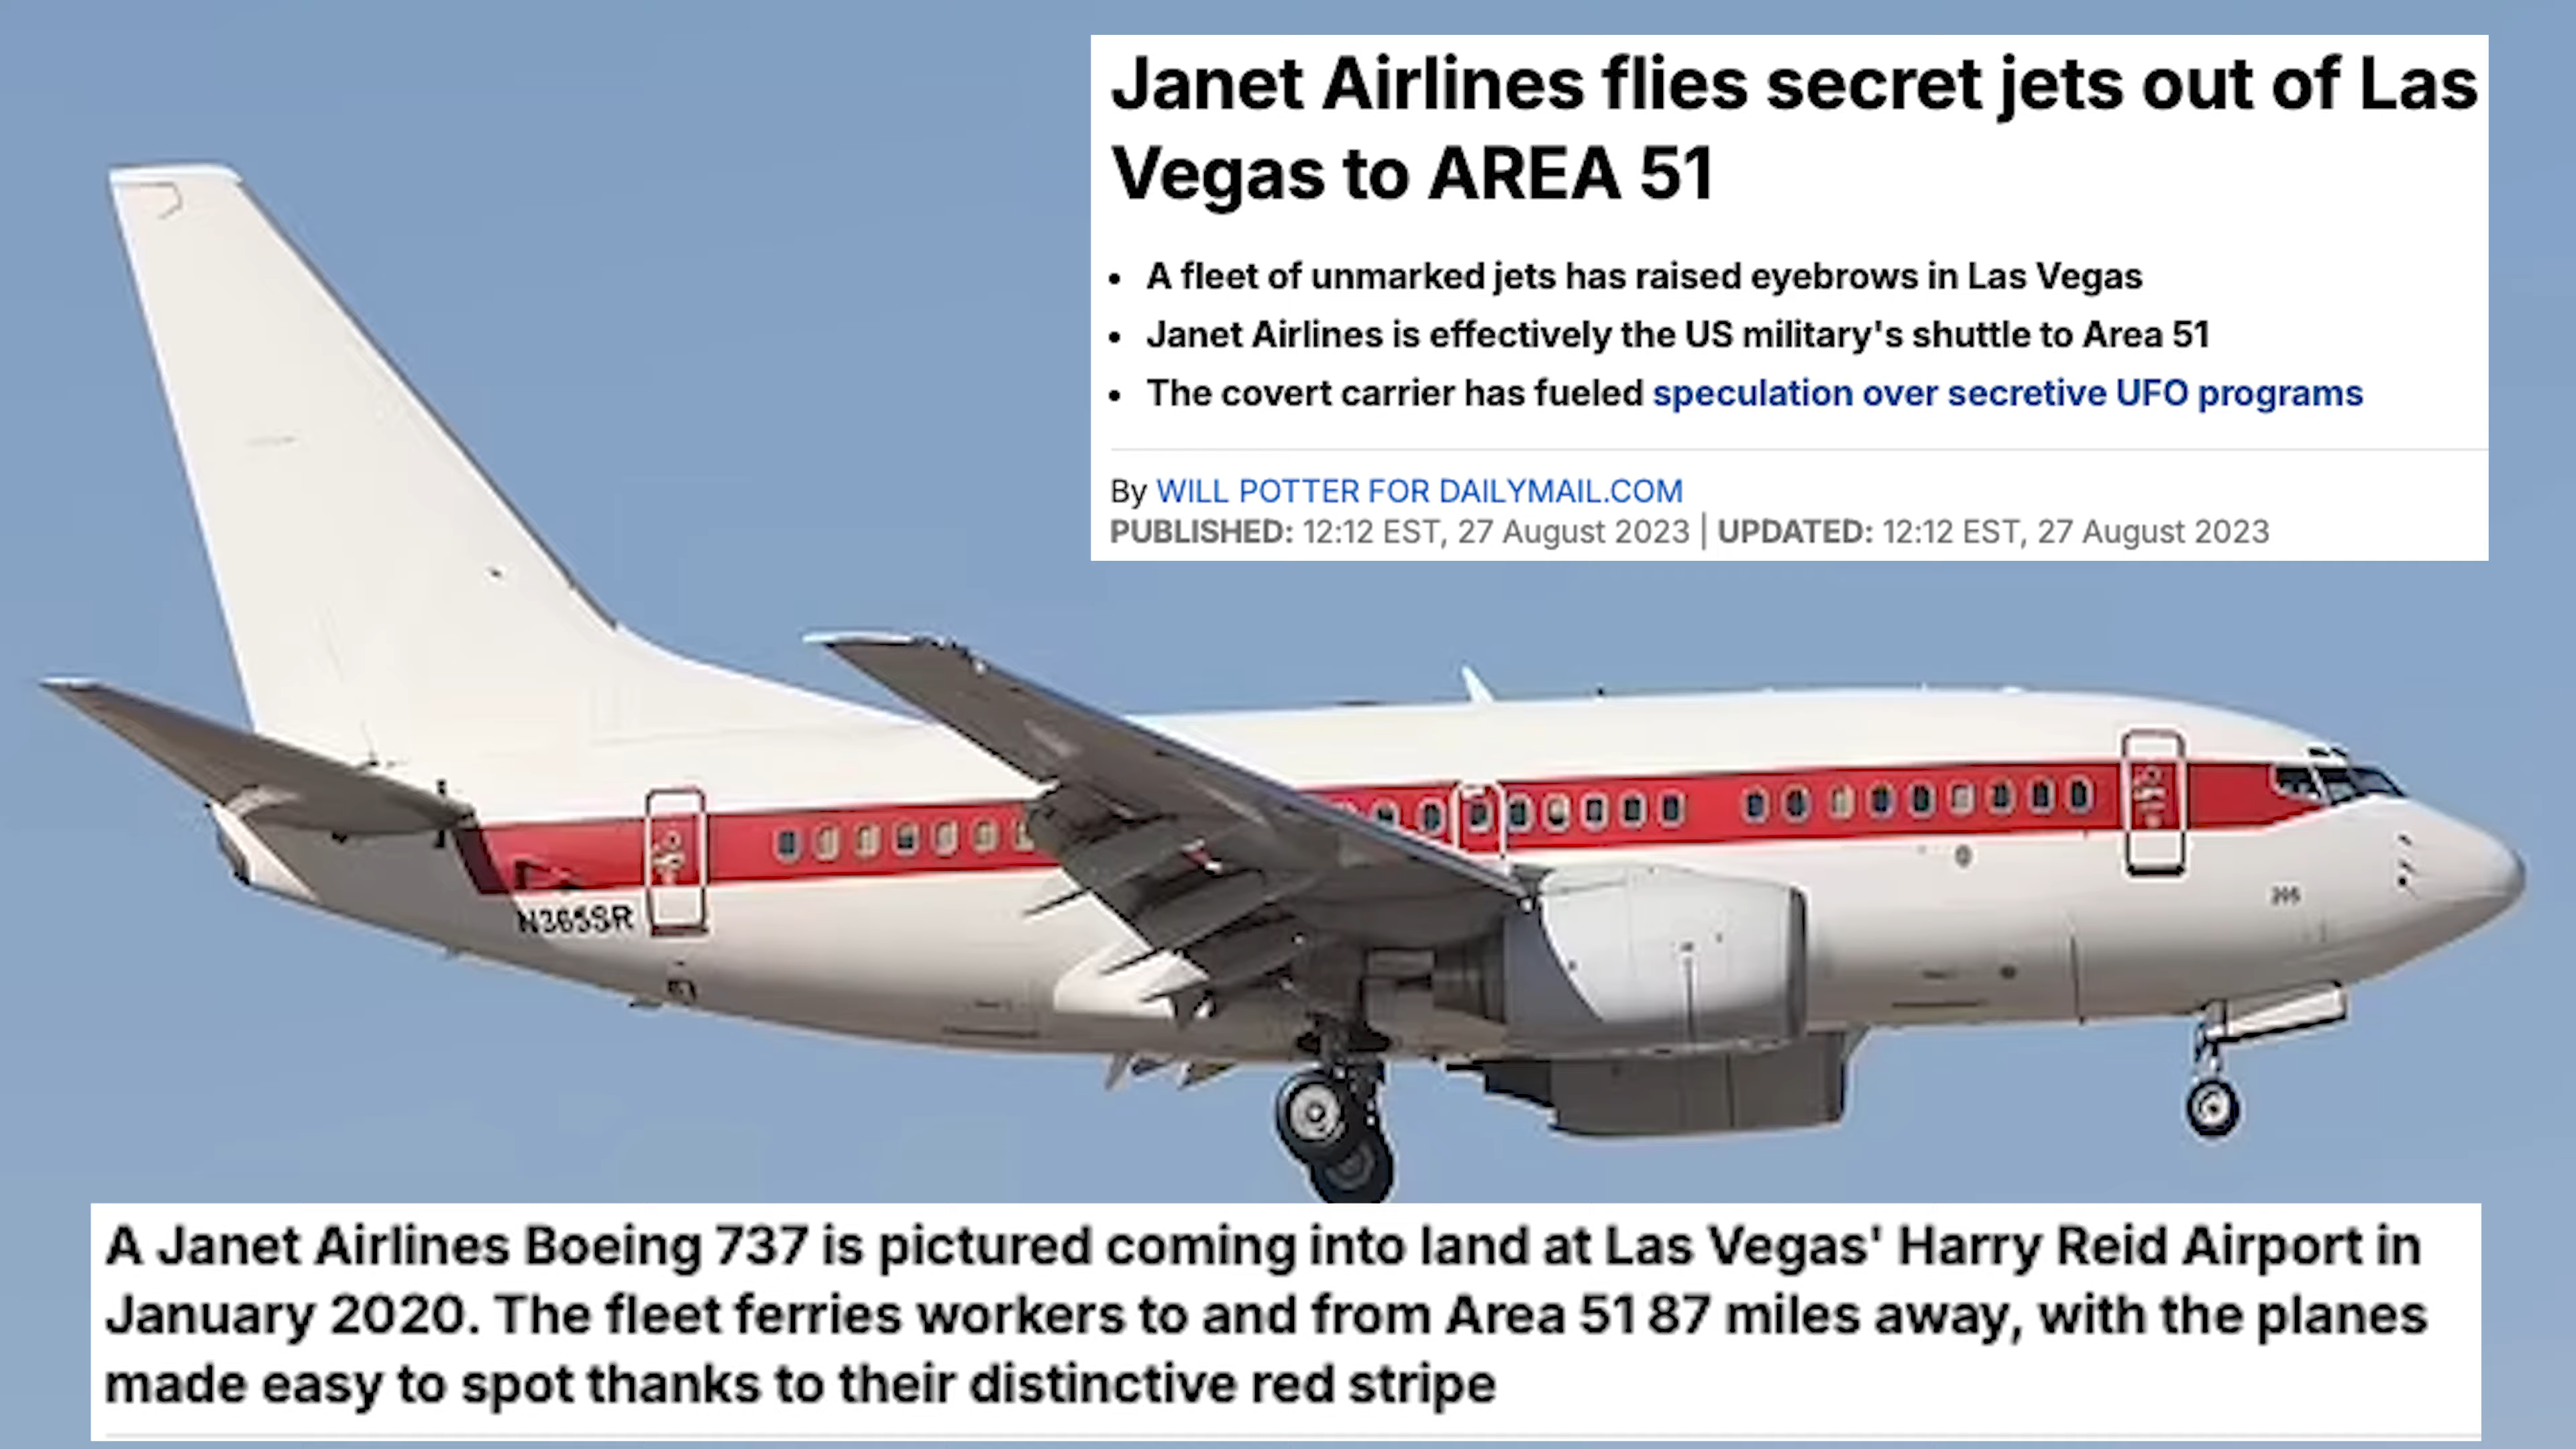 Janet Airlines flies secret jets out of Las
Vegas to AREA 51
• A fleet of unmarked jets has raised eyebrows in Las Vegas
• Janet Airlines is effectively the US military's shuttle to Area 51
• The covert carrier has fueled speculation over secretive UFO programs
By WILL POTTER FOR DAILYMAIL.COM
PUBLISHED: 12:12 EST, 27 August 2023 | UPDATED: 12:12 EST, 27 August 2023
N365SR
A Janet Airlines Boeing 737 is pictured coming into land at Las Vegas' Harry Reid Airport in
January 2020. The fleet ferries workers to and from Area 51 87 miles away, with the planes
made easy to spot thanks to their distinctive red stripe